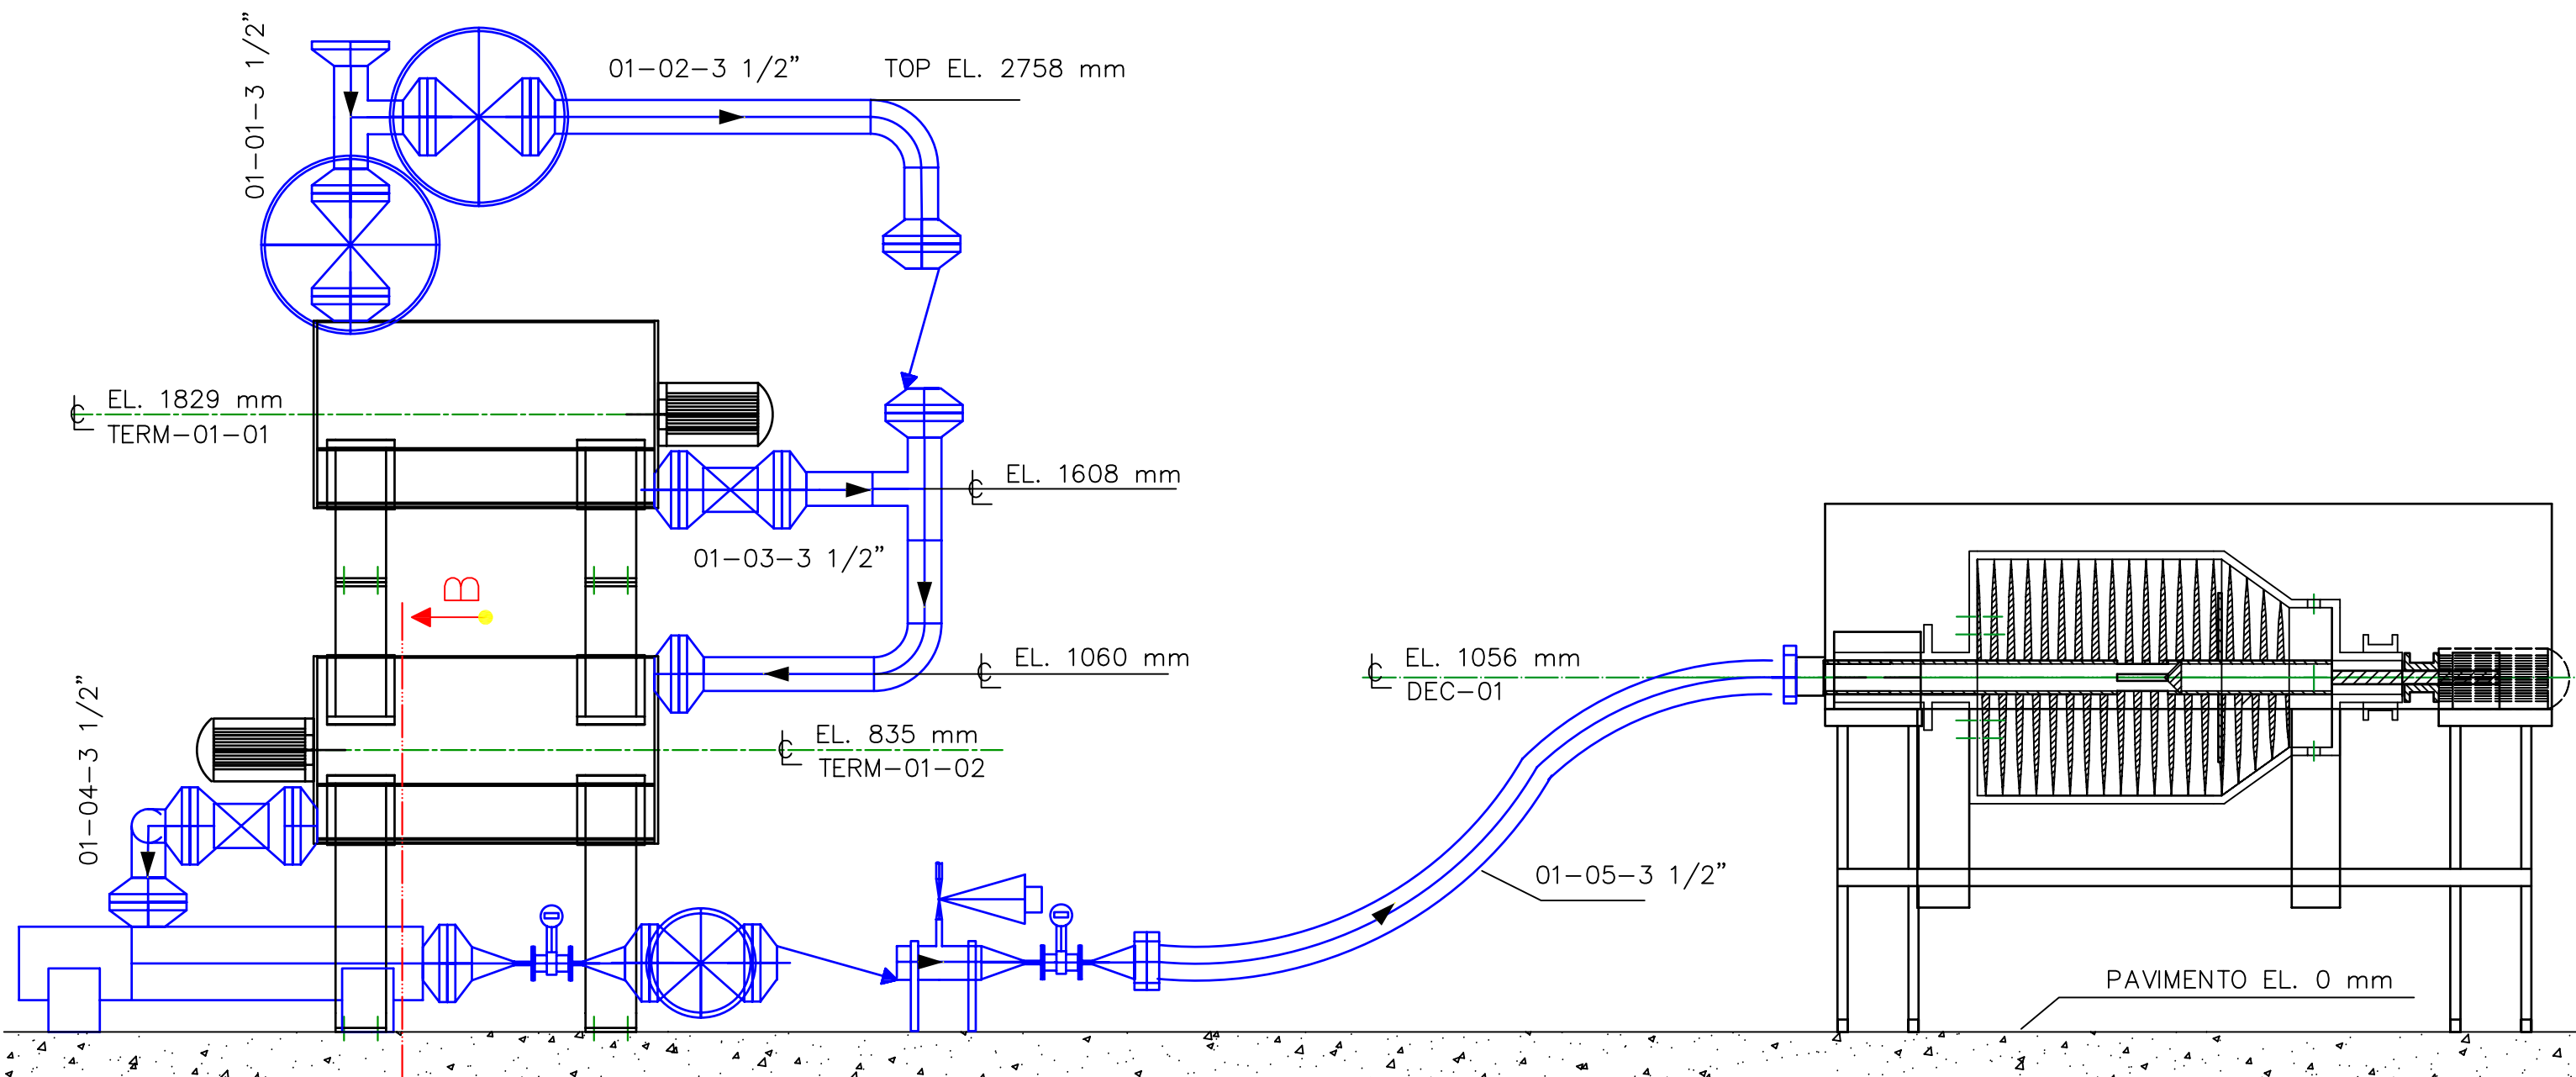 01-01-3 1/2”
01-02-3 1/2”
TOP EL. 2758 mm
℄ EL. 1829 mm
TERM-01-01
℄ EL. 1608 mm
01-03-3 1/2”
B
℄ EL. 1060 mm
℄ EL. 1056 mm
DEC-01
01-04-3 1/2”
℄ EL. 835 mm
TERM-01-02
01-05-3 1/2”
PAVIMENTO EL. 0 mm